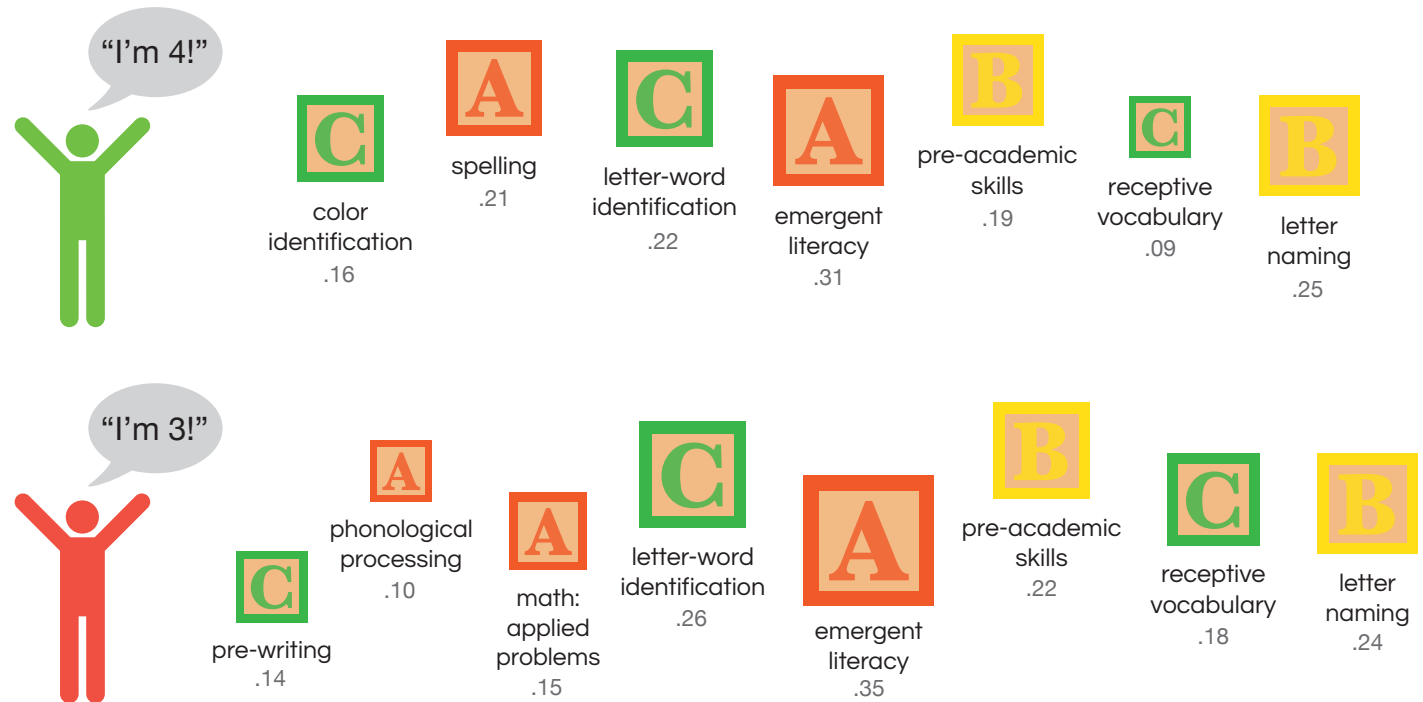 “I’m 4!”
C
color
identification
.16
A
spelling
.21
C
letter-word
identification
.22
A
emergent
literacy
.31
B
pre-academic
skills
.19
C
receptive
vocabulary
.09
B
letter
naming
.25
“I’m 3!”
C
pre-writing
.14
A
phonological
processing
.10
A
math:
applied
problems
.15
C
letter-word
identification
.26
A
emergent
literacy
.35
B
pre-academic
skills
.22
C
receptive
vocabulary
.18
B
letter
naming
.24